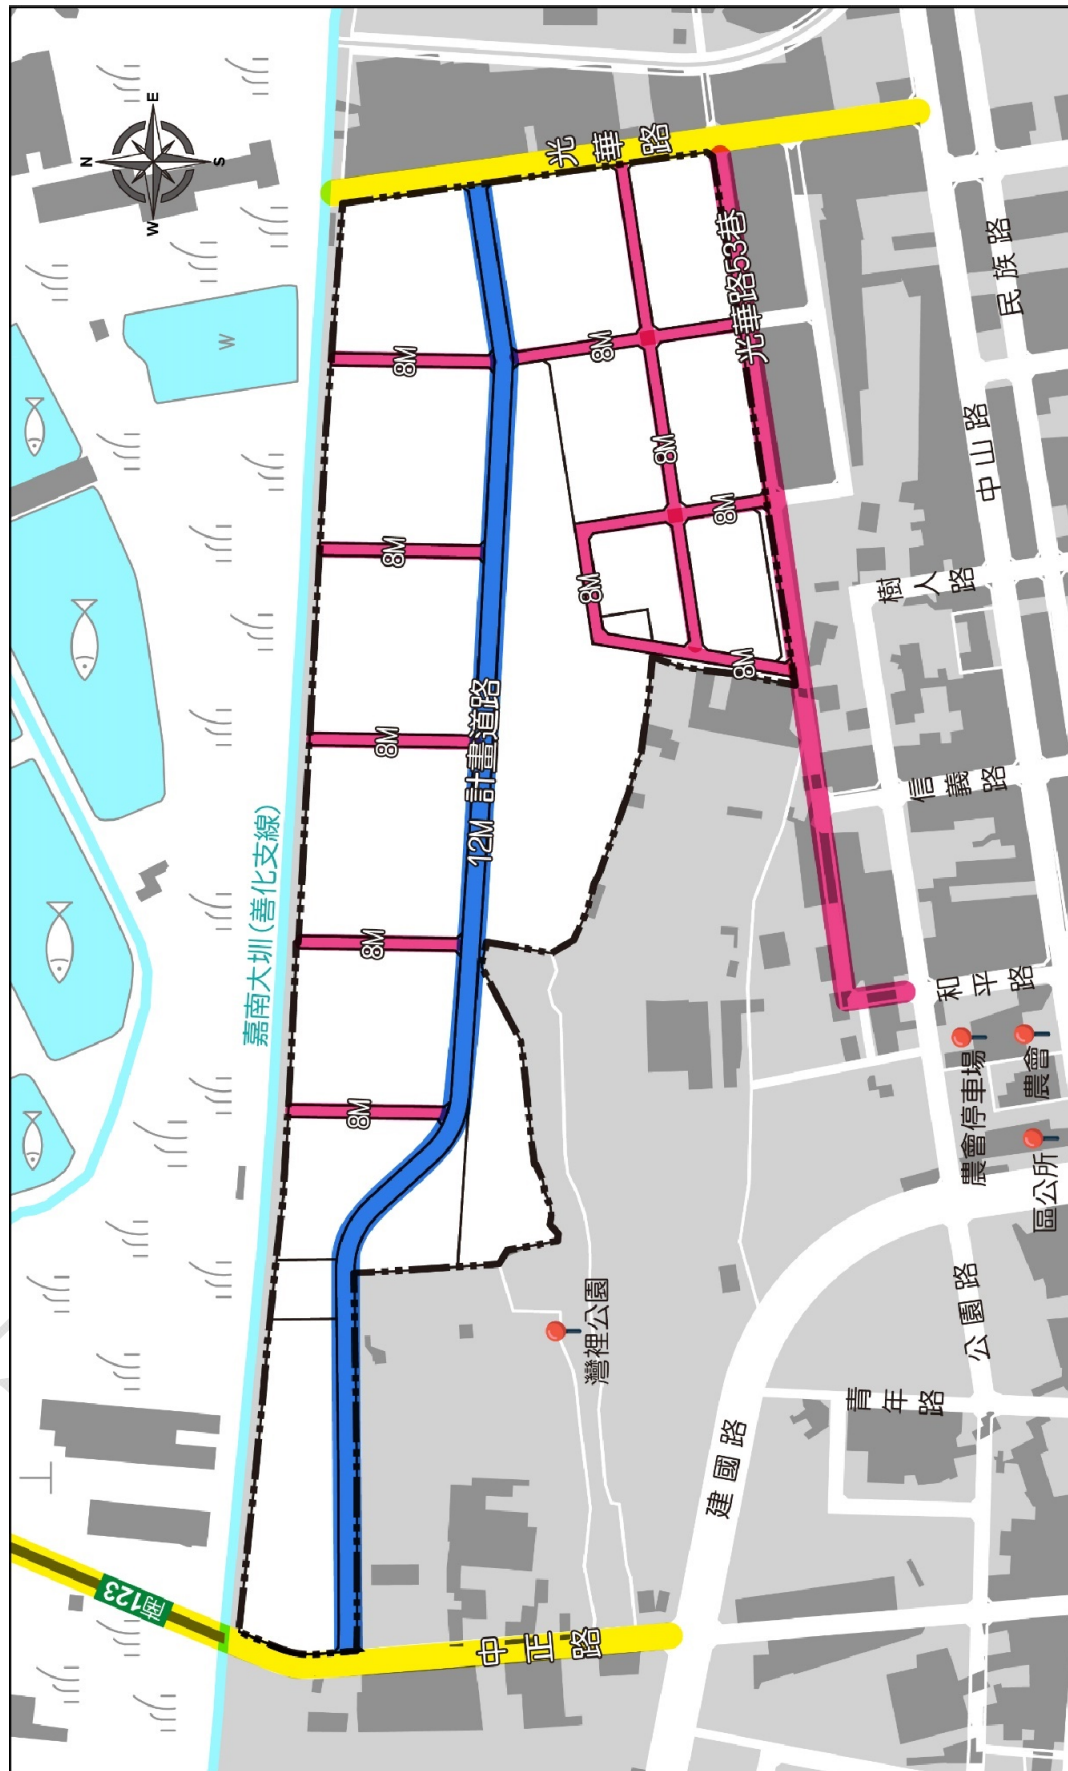 E
N
S
W
光華路
光華路53巷
民族路
中山路
樹人路
信義路
和平路
8M
8M
8M
8M
8M
8M
8M
8M
8M
8M
12M 計畫道路
嘉南大圳(善化支線)
W
農會停車場
農會
區公所
灣裡公園
公園路
青年路
建國路
南123
中正路